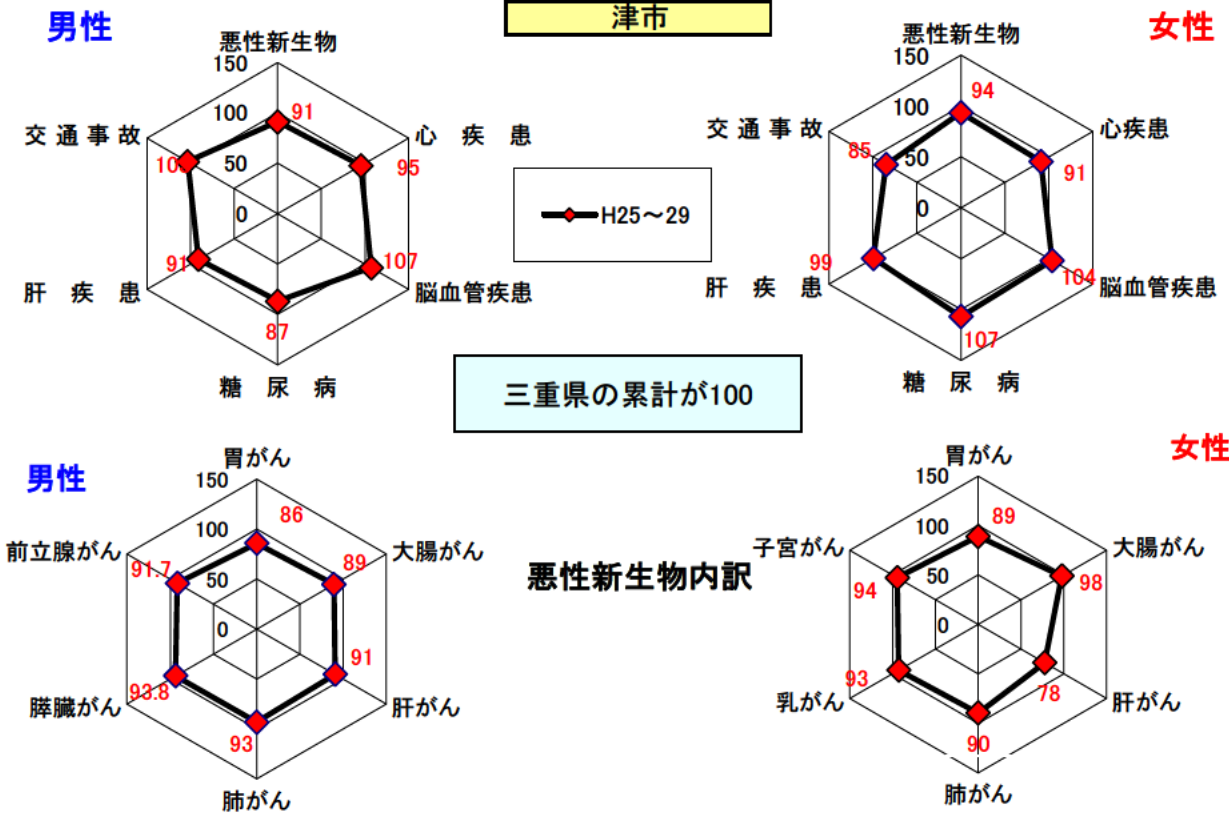 津市
男性
女性
悪性新生物
150
100
50
0
91
心 疾 患
95
脳血管疾患
107
糖 尿 病
87
肝 疾 患
91
交 通 事 故
H25～29
悪性新生物
150
100
50
0
94
心疾患
91
脳血管疾患
104
糖 尿 病
107
肝 疾 患
99
交 通 事 故
85
三重県の累計が100
男性
女性
悪性新生物内訳
胃がん
150
100
50
0
86
大腸がん
89
肝がん
91
肺がん
93
膵臓がん
93.8
前立腺がん
91.7
胃がん
150
100
50
0
89
大腸がん
98
肝がん
78
肺がん
90
乳がん
93
子宮がん
94